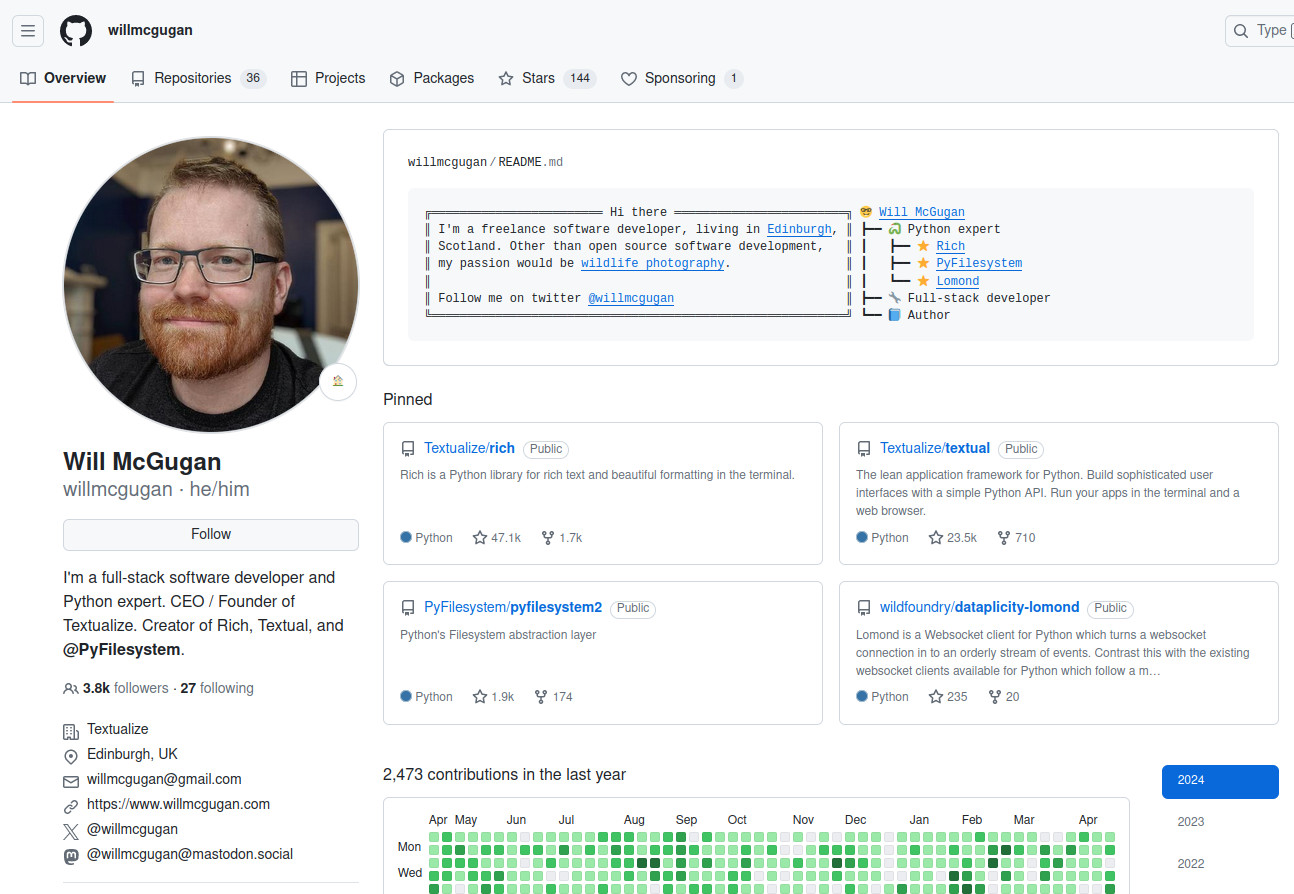 willmcgugan
Type
Overview
Repositories 36
Projects
Packages
Stars 144
Sponsoring 1
Will McGugan
willmcgugan · he/him
Follow
I'm a full-stack software developer and
Python expert. CEO / Founder of
Textualize. Creator of Rich, Textual, and
@PyFilesystem.
3.8k followers · 27 following
Textualize
Edinburgh, UK
willmcgugan@gmail.com
https://www.willmcgugan.com
@willmcgugan
@willmcgugan@mastodon.social
willmcgugan/README.md
Hi there
I'm a freelance software developer, living in Edinburgh,
Scotland. Other than open source software development,
my passion would be wildlife photography.
Follow me on twitter @willmcgugan
Will McGugan
Python expert
Rich
PyFilesystem
Lomond
Full-stack developer
Author
Pinned
Textualize/rich Public
Rich is a Python library for rich text and beautiful formatting in the terminal.
Python 47.1k 1.7k
Textualize/textual Public
The lean application framework for Python. Build sophisticated user
interfaces with a simple Python API. Run your apps in the terminal and a
web browser.
Python 23.5k 710
PyFilesystem/pyfilesystem2 Public
Python's Filesystem abstraction layer
Python 1.9k 174
wildfoundry/dataplicity-lomond Public
Lomond is a Websocket client for Python which turns a websocket
connection in to an orderly stream of events. Contrast this with the existing
websocket clients available for Python which follow a m…
Python 235 20
2,473 contributions in the last year
Apr May Jun Jul Aug Sep Oct Nov Dec Jan Feb Mar Apr
Mon
Wed
2024
2023
2022